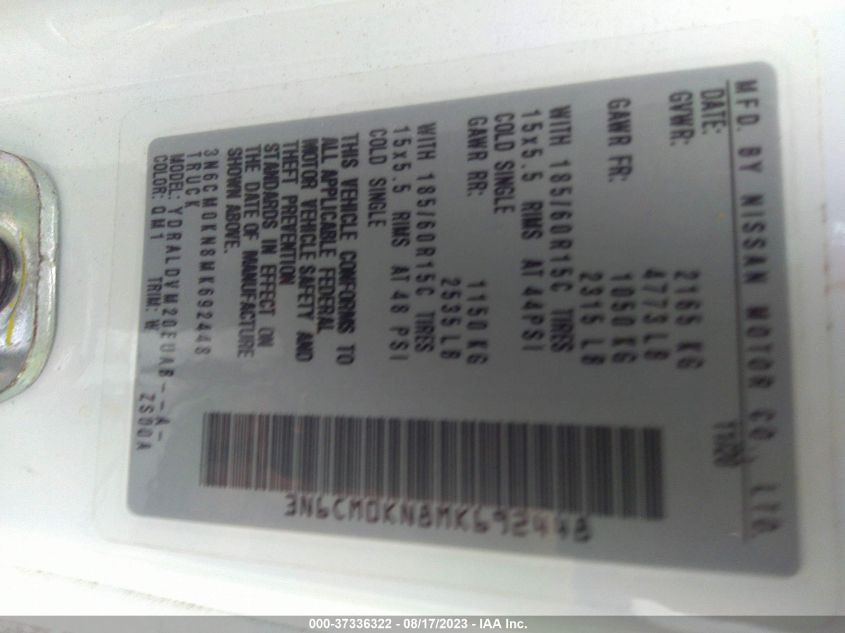 MFD. BY NISSAN MOTOR CO., LTD.
DATE: 11/20
GVWR: 2165 KG
4773 LB
GAWR FR: 1050 KG
2315 LB
WITH 185/60R15C TIRES
15x5.5 RIMS AT 44PSI
COLD SINGLE
GAWR RR: 1150 KG
2535 LB
WITH 185/60R15C TIRES
15x5.5 RIMS AT 48 PSI
COLD SINGLE
THIS VEHICLE CONFORMS TO
ALL APPLICABLE FEDERAL
MOTOR VEHICLE SAFETY AND
THEFT PREVENTION
STANDARDS IN EFFECT ON
THE DATE OF MANUFACTURE
SHOWN ABOVE.
3N6CM0KN8MK692448
TRUCK
MODEL: YDRALDVM20EUAB--A-
COLOR: QM1 TRIM: W ZS00A
3N6CM0KN8MK692448
000-37336322 - 08/17/2023 - IAA Inc.